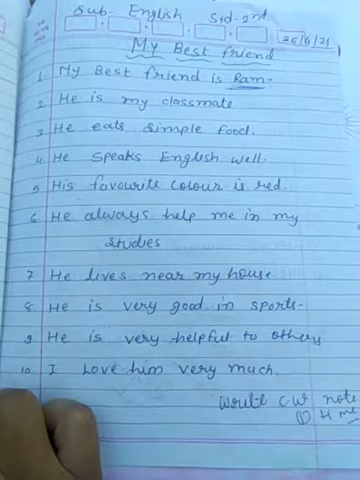 Sub- English Std-2nd
26/4/21
My Best friend
1. My Best friend is Ram.
2. He is my classmate
3. He eats simple food.
4. He speaks English well.
5. His favourite colour is red.
6. He always help me in my
studies
7. He lives near my house
8. He is very good in sports.
9. He is very helpful to others
10. I Love him very much.
write c w note
① H